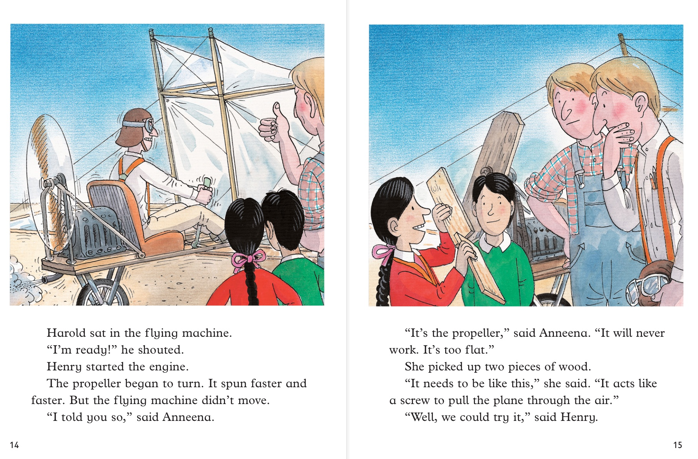 Harold sat in the flying machine.
“I’m ready!” he shouted.
Henry started the engine.
The propeller began to turn. It spun faster and
faster. But the flying machine didn’t move.
“I told you so,” said Anneena.
14
“It’s the propeller,” said Anneena. “It will never
work. It’s too flat.”
She picked up two pieces of wood.
“It needs to be like this,” she said. “It acts like
a screw to pull the plane through the air.”
“Well, we could try it,” said Henry.
15